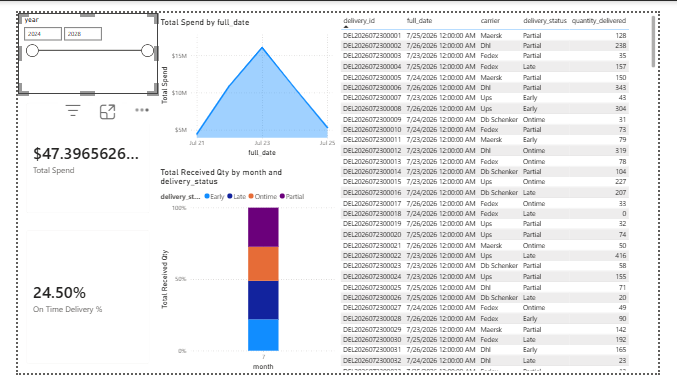 year
2024 2028
$47.3965626...
Total Spend
24.50%
On Time Delivery %
Total Spend by full_date
Total Spend
$15M
$10M
$5M
Jul 21 Jul 23 Jul 25
full_date
Total Received Qty by month and
delivery_status
delivery_st... Early Late Ontime Partial
Total Received Qty
100%
50%
0%
7
month
delivery_id full_date carrier delivery_status quantity_delivered
DEL2026072300001 7/25/2026 12:00:00 AM Maersk Partial 128
DEL2026072300002 7/26/2026 12:00:00 AM Dhl Partial 238
DEL2026072300003 7/23/2026 12:00:00 AM Fedex Partial 35
DEL2026072300004 7/25/2026 12:00:00 AM Fedex Late 157
DEL2026072300005 7/24/2026 12:00:00 AM Maersk Partial 150
DEL2026072300006 7/26/2026 12:00:00 AM Dhl Partial 343
DEL2026072300007 7/23/2026 12:00:00 AM Ups Early 43
DEL2026072300008 7/26/2026 12:00:00 AM Ups Early 304
DEL2026072300009 7/24/2026 12:00:00 AM Db Schenker Ontime 31
DEL2026072300010 7/24/2026 12:00:00 AM Fedex Partial 73
DEL2026072300011 7/23/2026 12:00:00 AM Maersk Early 79
DEL2026072300012 7/23/2026 12:00:00 AM Dhl Ontime 319
DEL2026072300013 7/23/2026 12:00:00 AM Fedex Ontime 78
DEL2026072300014 7/23/2026 12:00:00 AM Db Schenker Partial 104
DEL2026072300015 7/23/2026 12:00:00 AM Ups Ontime 227
DEL2026072300016 7/25/2026 12:00:00 AM Db Schenker Late 207
DEL2026072300017 7/26/2026 12:00:00 AM Fedex Ontime 33
DEL2026072300018 7/24/2026 12:00:00 AM Fedex Late 0
DEL2026072300019 7/26/2026 12:00:00 AM Ups Partial 32
DEL2026072300020 7/25/2026 12:00:00 AM Ups Partial 74
DEL2026072300021 7/26/2026 12:00:00 AM Maersk Ontime 50
DEL2026072300022 7/23/2026 12:00:00 AM Ups Late 416
DEL2026072300023 7/24/2026 12:00:00 AM Db Schenker Partial 58
DEL2026072300024 7/23/2026 12:00:00 AM Ups Partial 155
DEL2026072300025 7/25/2026 12:00:00 AM Dhl Partial 71
DEL2026072300026 7/26/2026 12:00:00 AM Db Schenker Late 20
DEL2026072300027 7/24/2026 12:00:00 AM Fedex Ontime 49
DEL2026072300028 7/24/2026 12:00:00 AM Fedex Early 90
DEL2026072300029 7/23/2026 12:00:00 AM Maersk Partial 142
DEL2026072300030 7/25/2026 12:00:00 AM Fedex Late 192
DEL2026072300031 7/26/2026 12:00:00 AM Dhl Early 165
DEL2026072300032 7/24/2026 12:00:00 AM Dhl Late 23